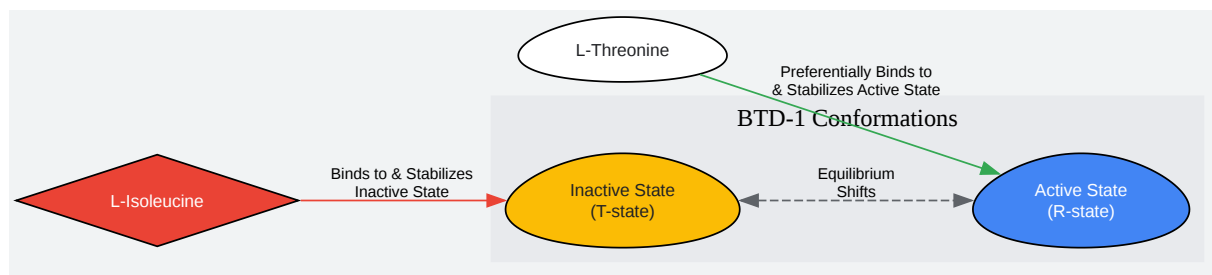 L-Threonine
Preferentially Binds to
& Stabilizes Active State
BTD-1 Conformations
L-Isoleucine
Binds to & Stabilizes
Inactive State
Inactive State
(T-state)
Equilibrium
Shifts
Active State
(R-state)